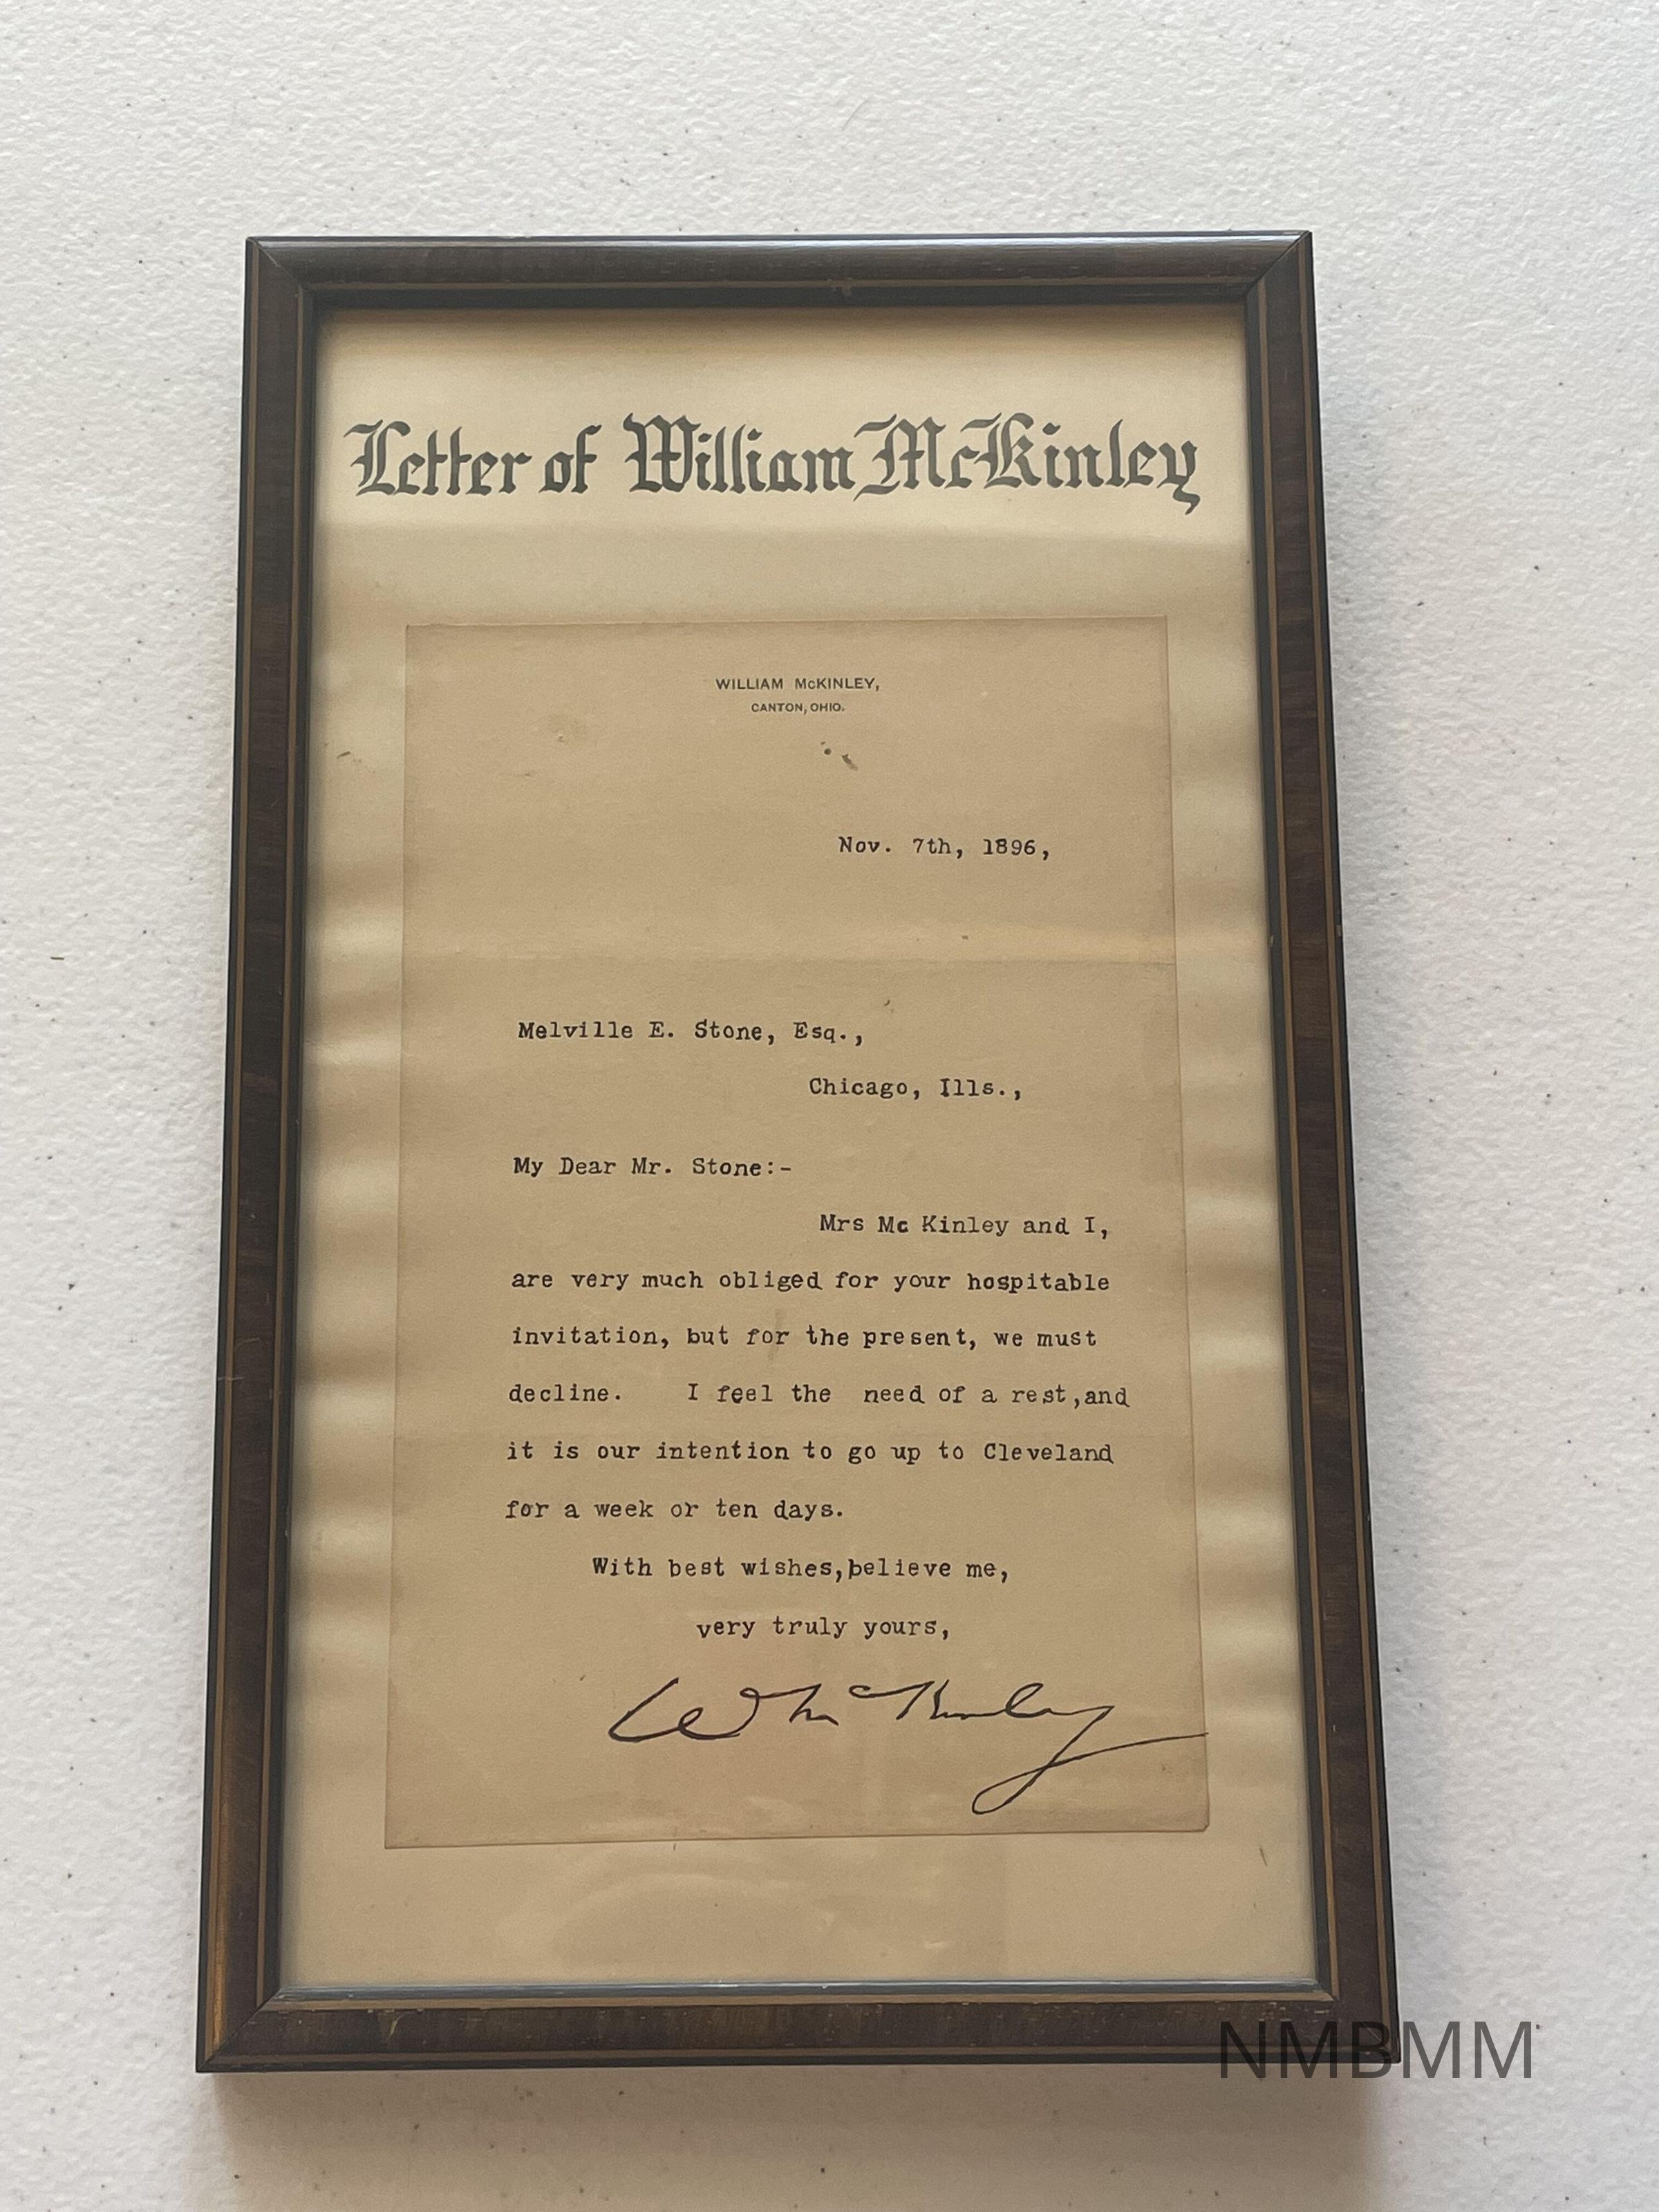 Letter of William McKinley
WILLIAM McKINLEY,
CANTON, OHIO.
Nov. 7th, 1896,
Melville E. Stone, Esq.,
Chicago, Ills.,
My Dear Mr. Stone:-
Mrs Mc Kinley and I,
are very much obliged for your hospitable
invitation, but for the present, we must
decline. I feel the need of a rest,and
it is our intention to go up to Cleveland
for a week or ten days.
With best wishes,believe me,
very truly yours,
Wm McKinley
NMBMM